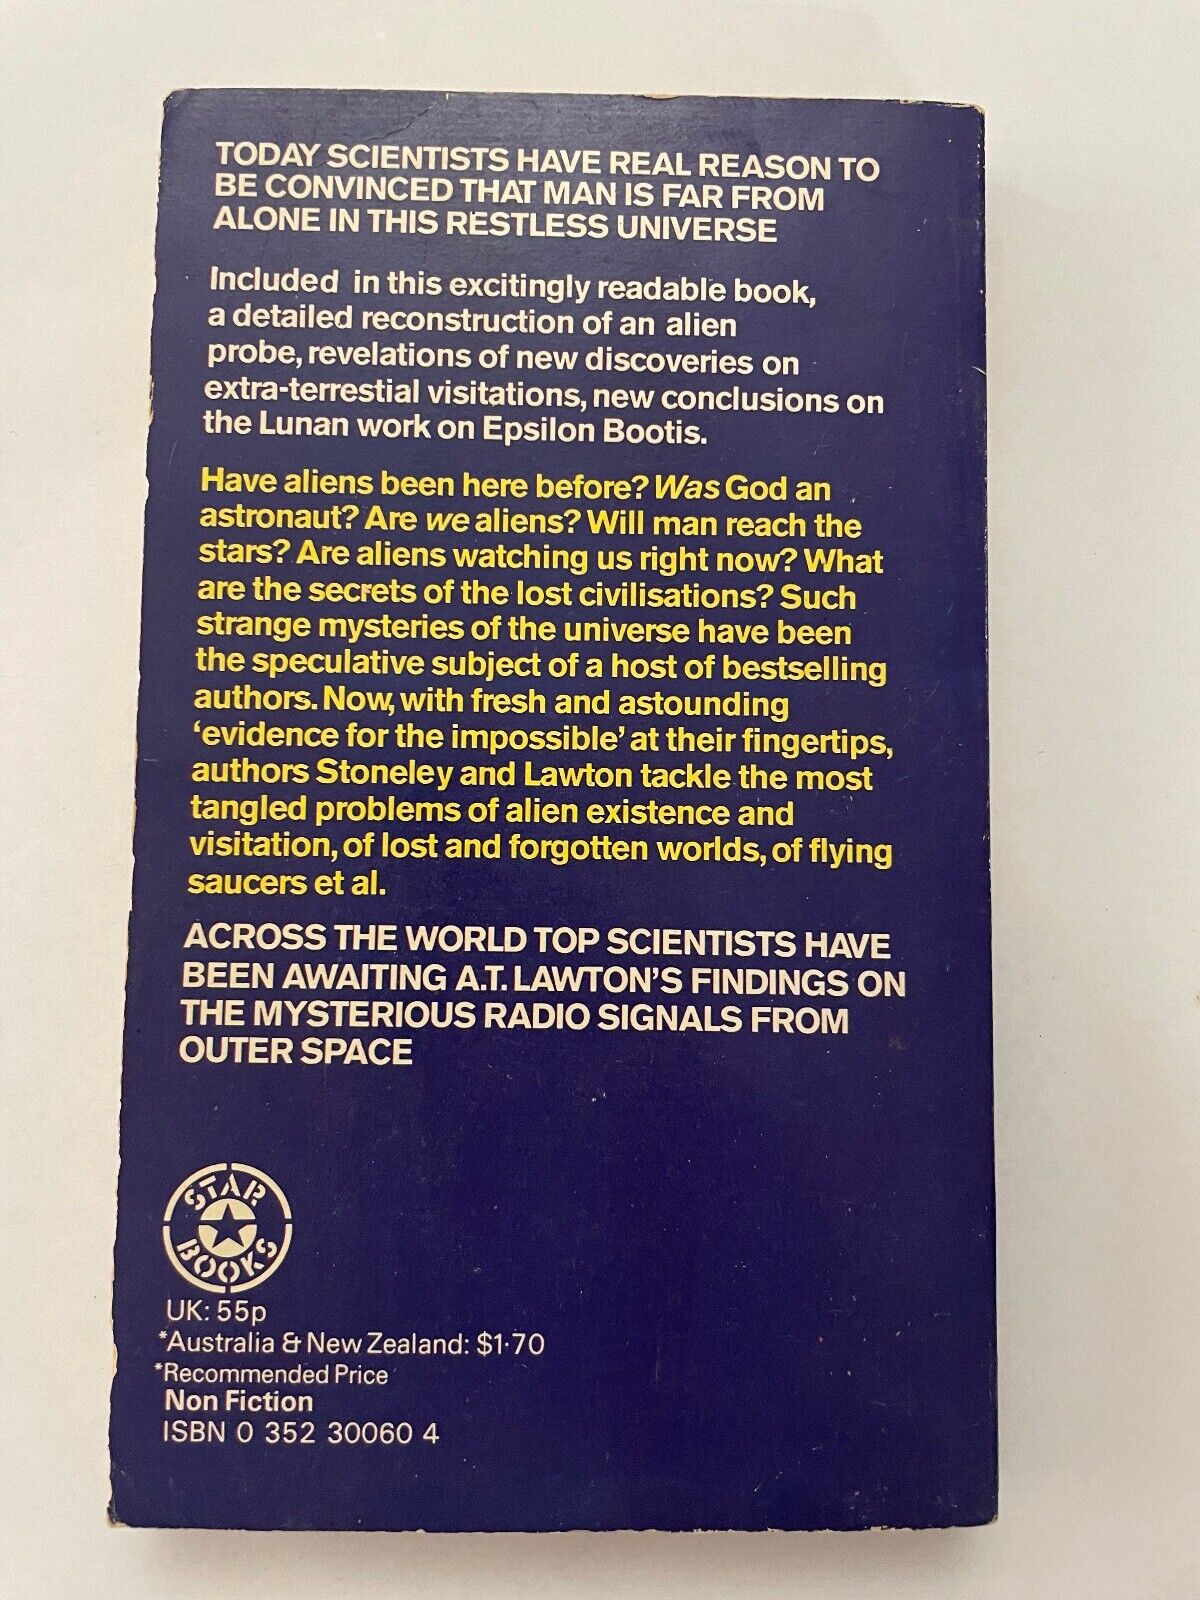 TODAY SCIENTISTS HAVE REAL REASON TO
BE CONVINCED THAT MAN IS FAR FROM
ALONE IN THIS RESTLESS UNIVERSE
Included in this excitingly readable book,
a detailed reconstruction of an alien
probe, revelations of new discoveries on
extra-terrestial visitations, new conclusions on
the Lunan work on Epsilon Bootis.
Have aliens been here before? Was God an
astronaut? Are we aliens? Will man reach the
stars? Are aliens watching us right now? What
are the secrets of the lost civilisations? Such
strange mysteries of the universe have been
the speculative subject of a host of bestselling
authors. Now, with fresh and astounding
‘evidence for the impossible’ at their fingertips,
authors Stoneley and Lawton tackle the most
tangled problems of alien existence and
visitation, of lost and forgotten worlds, of flying
saucers et al.
ACROSS THE WORLD TOP SCIENTISTS HAVE
BEEN AWAITING A.T. LAWTON’S FINDINGS ON
THE MYSTERIOUS RADIO SIGNALS FROM
OUTER SPACE
STAR
BOOKS
UK: 55p
*Australia & New Zealand: $1·70
*Recommended Price
Non Fiction
ISBN 0 352 30060 4